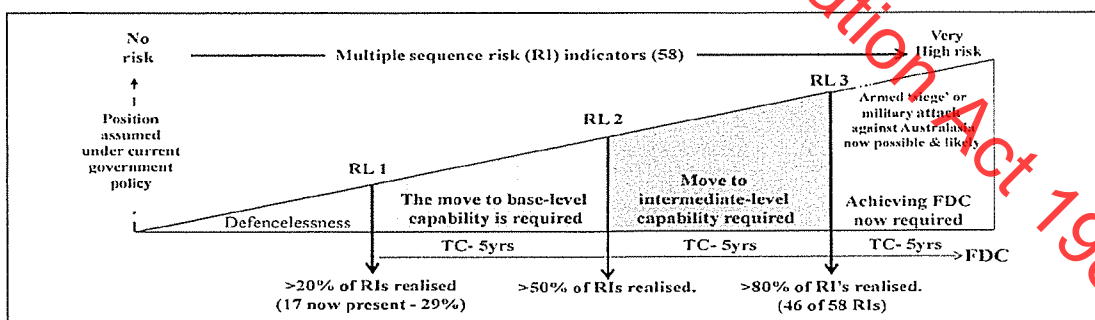 No
risk
Multiple sequence risk (RI) indicators (58)
Very
High risk
Position
assumed
under current
government
policy
RL 1
RL 2
RL 3
Armed 'siege' or
military attack
against Australasia
now possible & likely
Defencelessness
The move to base-level
capability is required
Move to
intermediate-level
capability required
Achieving FDC
now required
TC- 5yrs
TC- 5yrs
TC- 5yrs
FDC
>20% of RIs realised
(17 now present - 29%)
>50% of RIs realised.
>80% of RI's realised.
(46 of 58 RIs)
Act